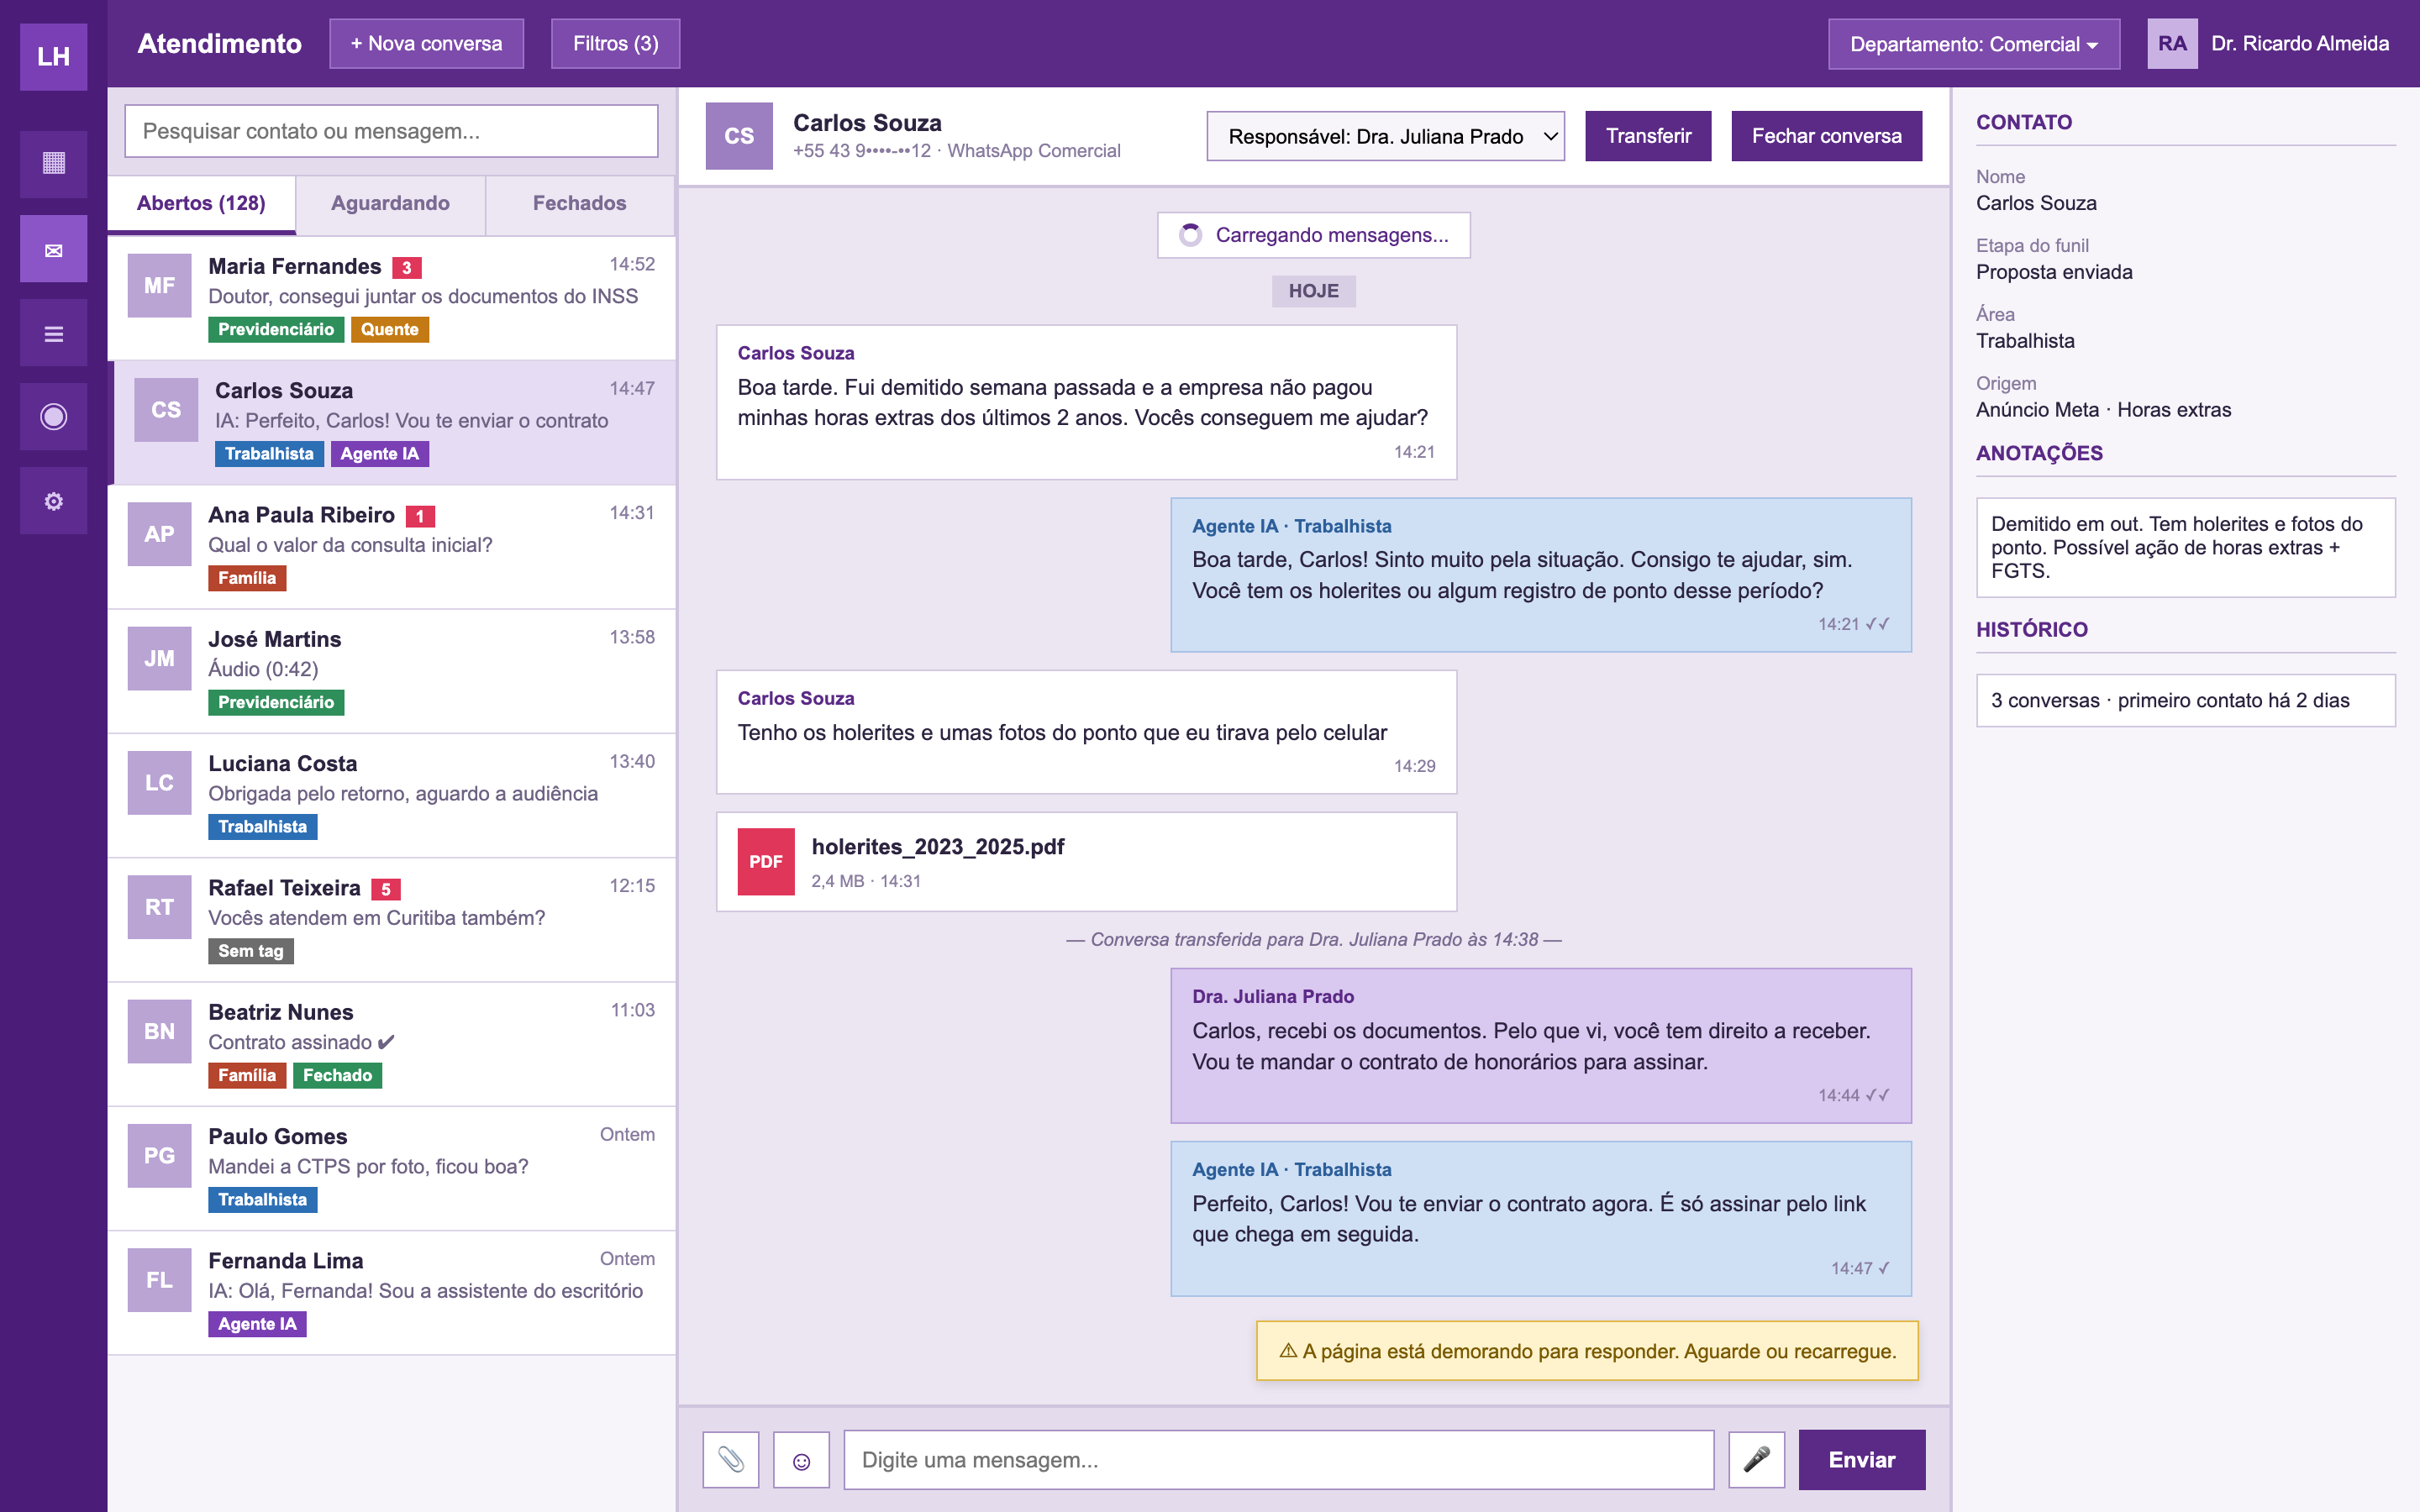 LH
Atendimento
+ Nova conversa
Filtros (3)
Departamento: Comercial
RA
Dr. Ricardo Almeida
Pesquisar contato ou mensagem...
Abertos (128)
Aguardando
Fechados
MF
Maria Fernandes 3
14:52
Doutor, consegui juntar os documentos do INSS
Previdenciário Quente
CS
Carlos Souza
14:47
IA: Perfeito, Carlos! Vou te enviar o contrato
Trabalhista Agente IA
AP
Ana Paula Ribeiro 1
14:31
Qual o valor da consulta inicial?
Família
JM
José Martins
13:58
Áudio (0:42)
Previdenciário
LC
Luciana Costa
13:40
Obrigada pelo retorno, aguardo a audiência
Trabalhista
RT
Rafael Teixeira 5
12:15
Vocês atendem em Curitiba também?
Sem tag
BN
Beatriz Nunes
11:03
Contrato assinado ✔
Família Fechado
PG
Paulo Gomes
Ontem
Mandei a CTPS por foto, ficou boa?
Trabalhista
FL
Fernanda Lima
Ontem
IA: Olá, Fernanda! Sou a assistente do escritório
Agente IA
CS
Carlos Souza
+55 43 9••••-••12 · WhatsApp Comercial
Responsável: Dra. Juliana Prado
Transferir
Fechar conversa
Carregando mensagens...
HOJE
Carlos Souza
Boa tarde. Fui demitido semana passada e a empresa não pagou
minhas horas extras dos últimos 2 anos. Vocês conseguem me ajudar?
14:21
Agente IA · Trabalhista
Boa tarde, Carlos! Sinto muito pela situação. Consigo te ajudar, sim.
Você tem os holerites ou algum registro de ponto desse período?
14:21 ✓✓
Carlos Souza
Tenho os holerites e umas fotos do ponto que eu tirava pelo celular
14:29
PDF
holerites_2023_2025.pdf
2,4 MB · 14:31
— Conversa transferida para Dra. Juliana Prado às 14:38 —
Dra. Juliana Prado
Carlos, recebi os documentos. Pelo que vi, você tem direito a receber.
Vou te mandar o contrato de honorários para assinar.
14:44 ✓✓
Agente IA · Trabalhista
Perfeito, Carlos! Vou te enviar o contrato agora. É só assinar pelo link
que chega em seguida.
14:47 ✓
⚠ A página está demorando para responder. Aguarde ou recarregue.
Digite uma mensagem...
Enviar
CONTATO
Nome
Carlos Souza
Etapa do funil
Proposta enviada
Área
Trabalhista
Origem
Anúncio Meta · Horas extras
ANOTAÇÕES
Demitido em out. Tem holerites e fotos do
ponto. Possível ação de horas extras +
FGTS.
HISTÓRICO
3 conversas · primeiro contato há 2 dias